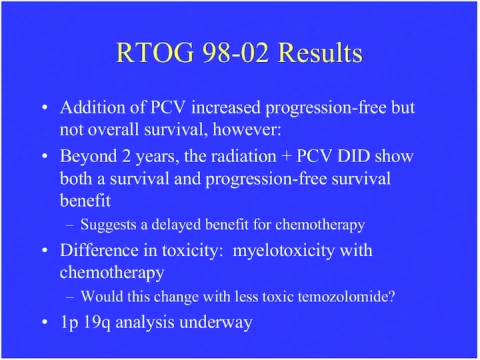 RTOG 98-02 Results
• Addition of PCV increased progression-free but
not overall survival, however:
• Beyond 2 years, the radiation + PCV DID show
both a survival and progression-free survival
benefit
– Suggests a delayed benefit for chemotherapy
• Difference in toxicity:  myelotoxicity with
chemotherapy
– Would this change with less toxic temozolomide?
• 1p 19q analysis underway